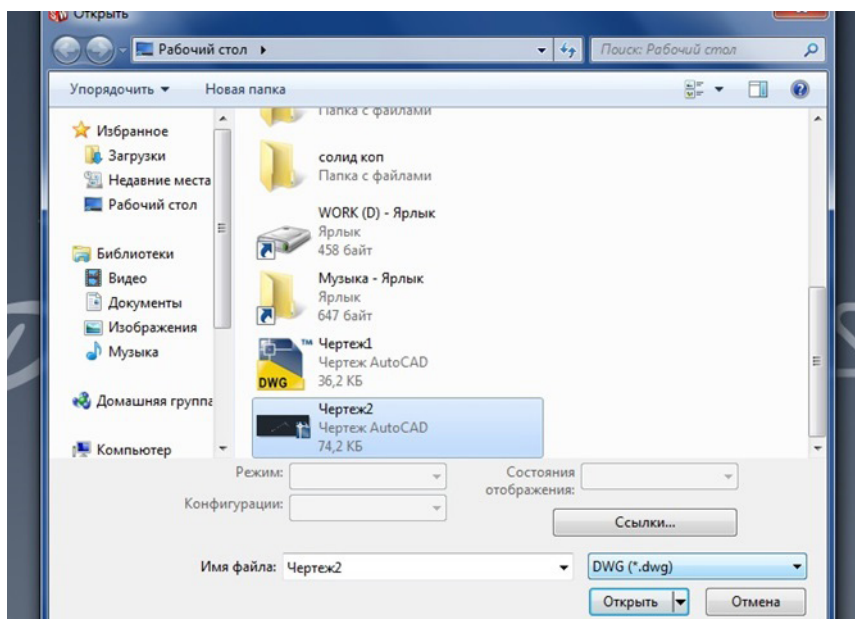 Открыть
Рабочий стол
Поиск: Рабочий стол
Упорядочить
Новая папка
Избранное
Загрузки
Недавние места
Рабочий стол
Библиотеки
Видео
Документы
Изображения
Музыка
Домашняя группа
Компьютер
Папка с файлами
солид коп
Папка с файлами
WORK (D) - Ярлык
Ярлык
458 байт
Музыка - Ярлык
Ярлык
647 байт
DWG
TM
Чертеж1
Чертеж AutoCAD
36,2 КБ
Чертеж2
Чертеж AutoCAD
74,2 КБ
Режим:
Состояния
отображения:
Конфигурации:
Ссылки...
Имя файла:
Чертеж2
DWG (*.dwg)
Открыть
Отмена